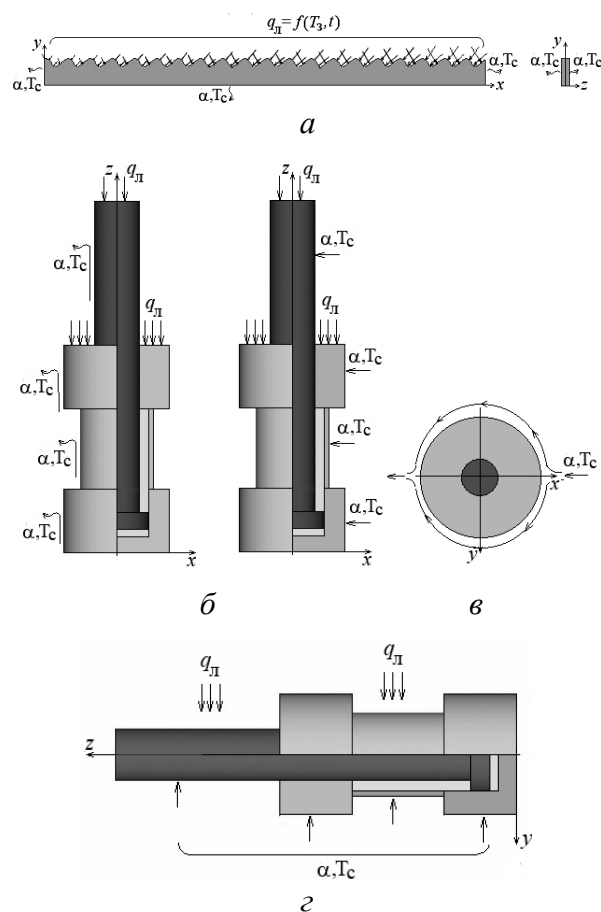 qл = f(Tз, t)
y
y
α,Tс
α,Tс
α,Tс
α,Tс
α,Tс
x
z
а
z
qл
z
qл
α,Tс
α,Tс
qл
qл
α,Tс
α,Tс
α,Tс
α,Tс
α,Tс
α,Tс
α,Tс
x
x
x
y
б
в
qл
qл
z
y
α,Tс
г